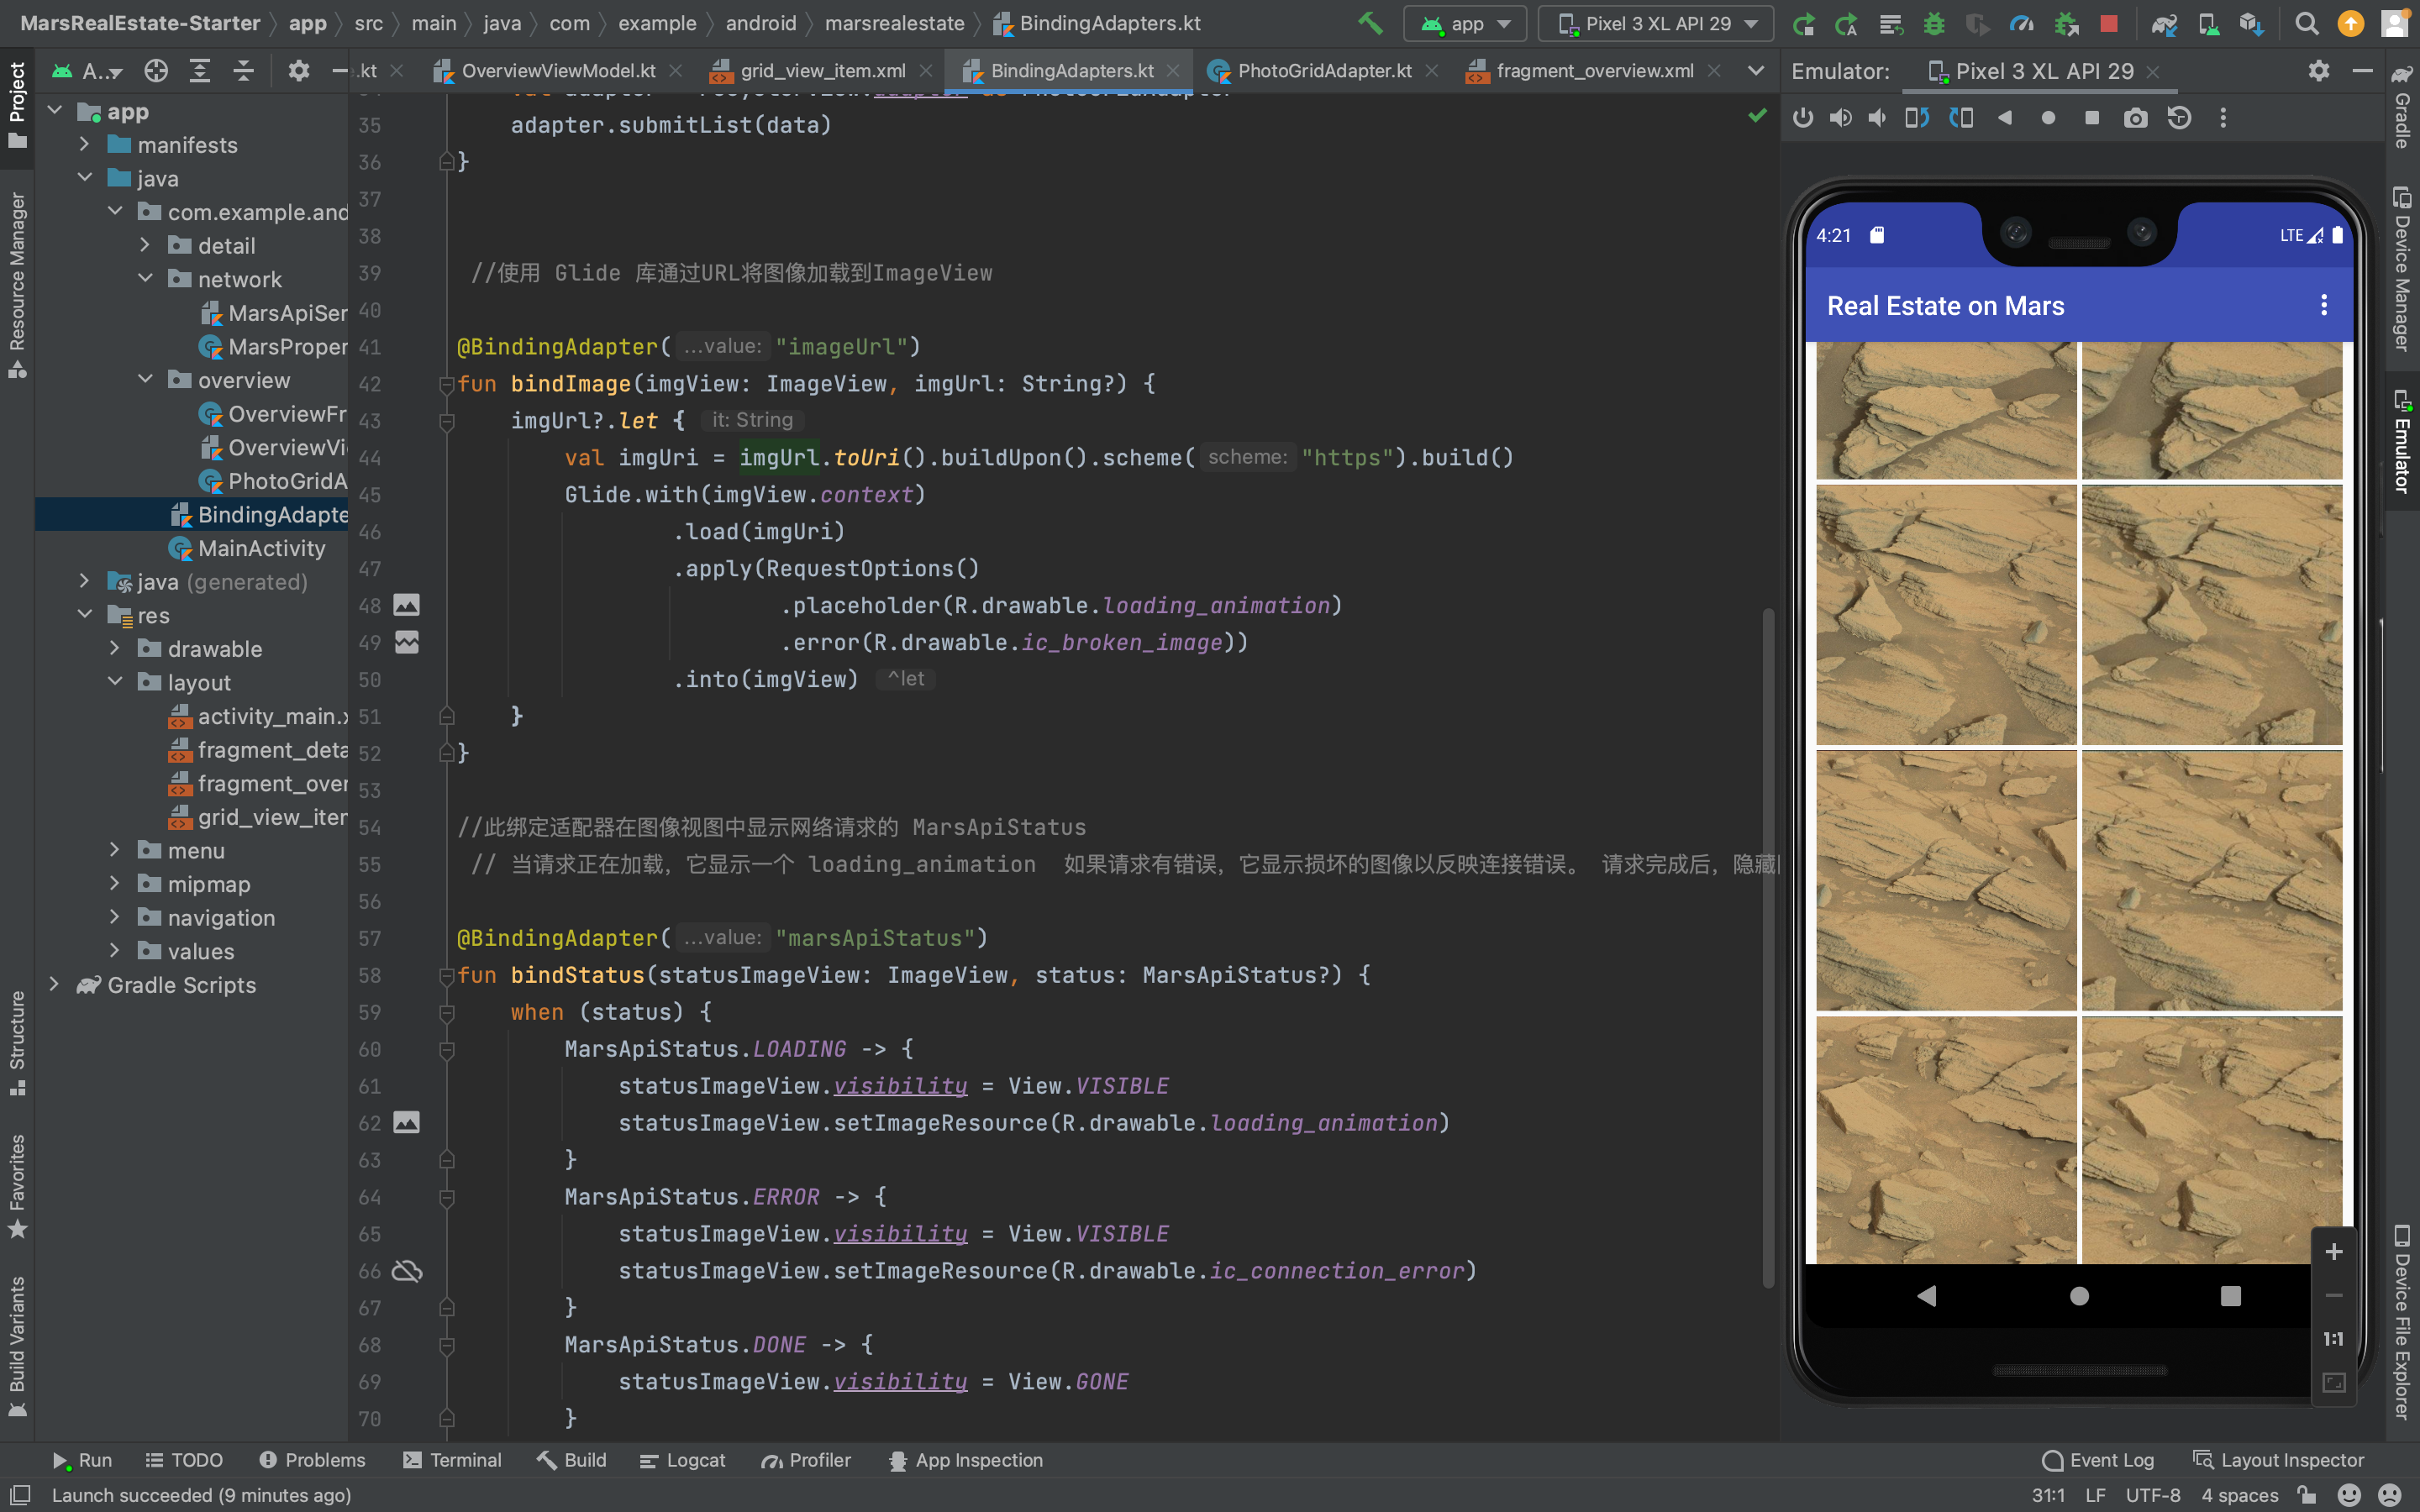 MarsRealEstate-Starter app src main java com example android marsrealestate BindingAdapters.kt app Pixel 3 XL API 29
A.. .kt OverviewViewModel.kt grid_view_item.xml BindingAdapters.kt PhotoGridAdapter.kt fragment_overview.xml Emulator: Pixel 3 XL API 29
Project
Resource Manager
Structure
Favorites
Build Variants
app
manifests
java
com.example.and
detail
network
MarsApiSer
MarsProper
overview
OverviewFr
OverviewVi
PhotoGridA
BindingAdapte
MainActivity
java (generated)
res
drawable
layout
activity_main.x
fragment_deta
fragment_over
grid_view_iter
menu
mipmap
navigation
values
Gradle Scripts
35 adapter.submitList(data)
36 }
37
38
39 //使用 Glide 库通过URL将图像加载到ImageView
40
41 @BindingAdapter( ...value: "imageUrl")
42 fun bindImage(imgView: ImageView, imgUrl: String?) {
43 imgUrl?.let { it: String
44 val imgUri = imgUrl.toUri().buildUpon().scheme( scheme: "https").build()
45 Glide.with(imgView.context)
46 .load(imgUri)
47 .apply(RequestOptions()
48 .placeholder(R.drawable.loading_animation)
49 .error(R.drawable.ic_broken_image))
50 .into(imgView) ^let
51 }
52 }
53
54 //此绑定适配器在图像视图中显示网络请求的 MarsApiStatus
55 // 当请求正在加载，它显示一个 loading_animation 如果请求有错误，它显示损坏的图像以反映连接错误。 请求完成后，隐藏
56
57 @BindingAdapter( ...value: "marsApiStatus")
58 fun bindStatus(statusImageView: ImageView, status: MarsApiStatus?) {
59 when (status) {
60 MarsApiStatus.LOADING -> {
61 statusImageView.visibility = View.VISIBLE
62 statusImageView.setImageResource(R.drawable.loading_animation)
63 }
64 MarsApiStatus.ERROR -> {
65 statusImageView.visibility = View.VISIBLE
66 statusImageView.setImageResource(R.drawable.ic_connection_error)
67 }
68 MarsApiStatus.DONE -> {
69 statusImageView.visibility = View.GONE
70 }
4:21 LTE
Real Estate on Mars
1:1
Gradle
Device Manager
Emulator
Device File Explorer
Run TODO Problems Terminal Build Logcat Profiler App Inspection Event Log Layout Inspector
Launch succeeded (9 minutes ago) 31:1 LF UTF-8 4 spaces